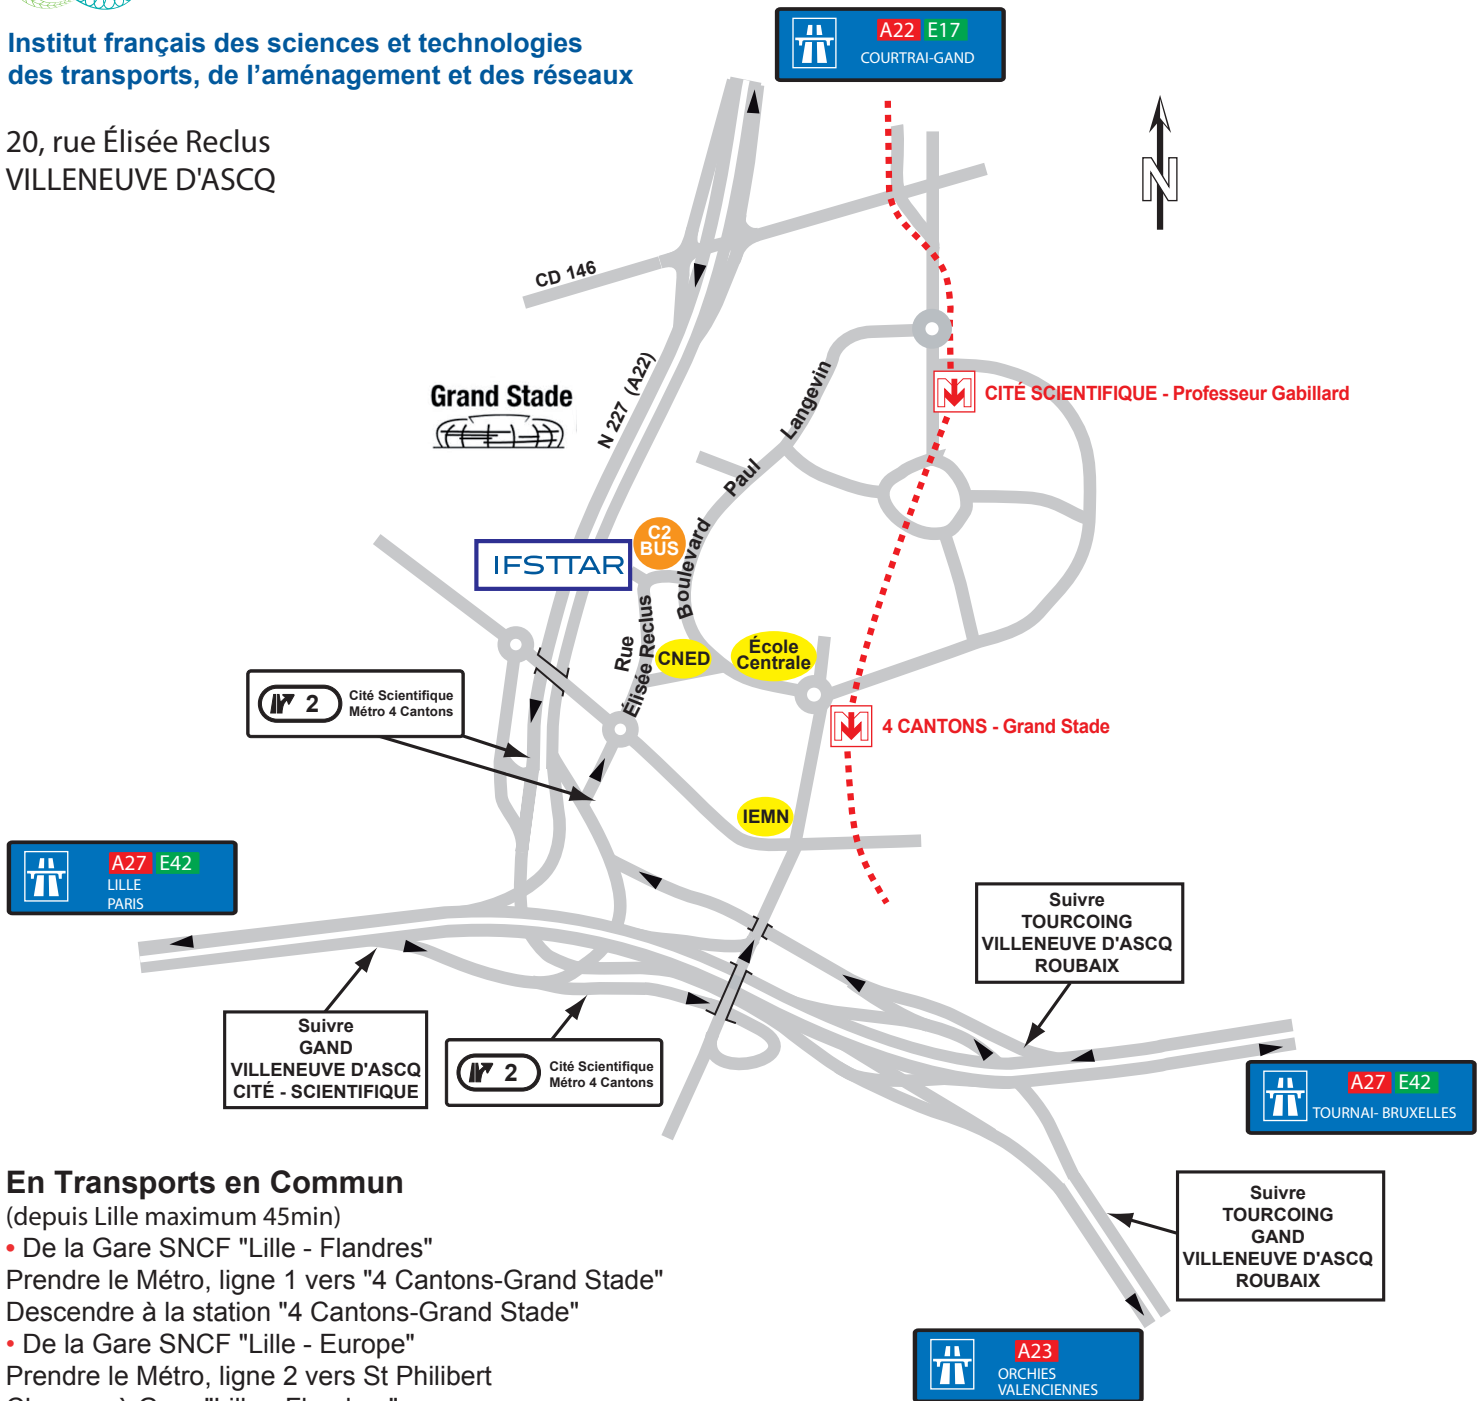 Institut français des sciences et technologies
des transports, de l'aménagement et des réseaux
20, rue Élisée Reclus
VILLENEUVE D'ASCQ
A22 E17
COURTRAI-GAND
N
CD 146
N 227 (A22)
Grand Stade
Boulevard Paul Langevin
CITÉ SCIENTIFIQUE - Professeur Gabillard
C2
BUS
IFSTTAR
Rue
Élisée Reclus
CNED
École
Centrale
2
Cité Scientifique
Métro 4 Cantons
4 CANTONS - Grand Stade
IEMN
A27 E42
LILLE
PARIS
Suivre
TOURCOING
VILLENEUVE D'ASCQ
ROUBAIX
Suivre
GAND
VILLENEUVE D'ASCQ
CITÉ - SCIENTIFIQUE
2
Cité Scientifique
Métro 4 Cantons
A27 E42
TOURNAI- BRUXELLES
Suivre
TOURCOING
GAND
VILLENEUVE D'ASCQ
ROUBAIX
A23
ORCHIES
VALENCIENNES
En Transports en Commun
(depuis Lille maximum 45min)
• De la Gare SNCF "Lille - Flandres"
Prendre le Métro, ligne 1 vers "4 Cantons-Grand Stade"
Descendre à la station "4 Cantons-Grand Stade"
• De la Gare SNCF "Lille - Europe"
Prendre le Métro, ligne 2 vers St Philibert